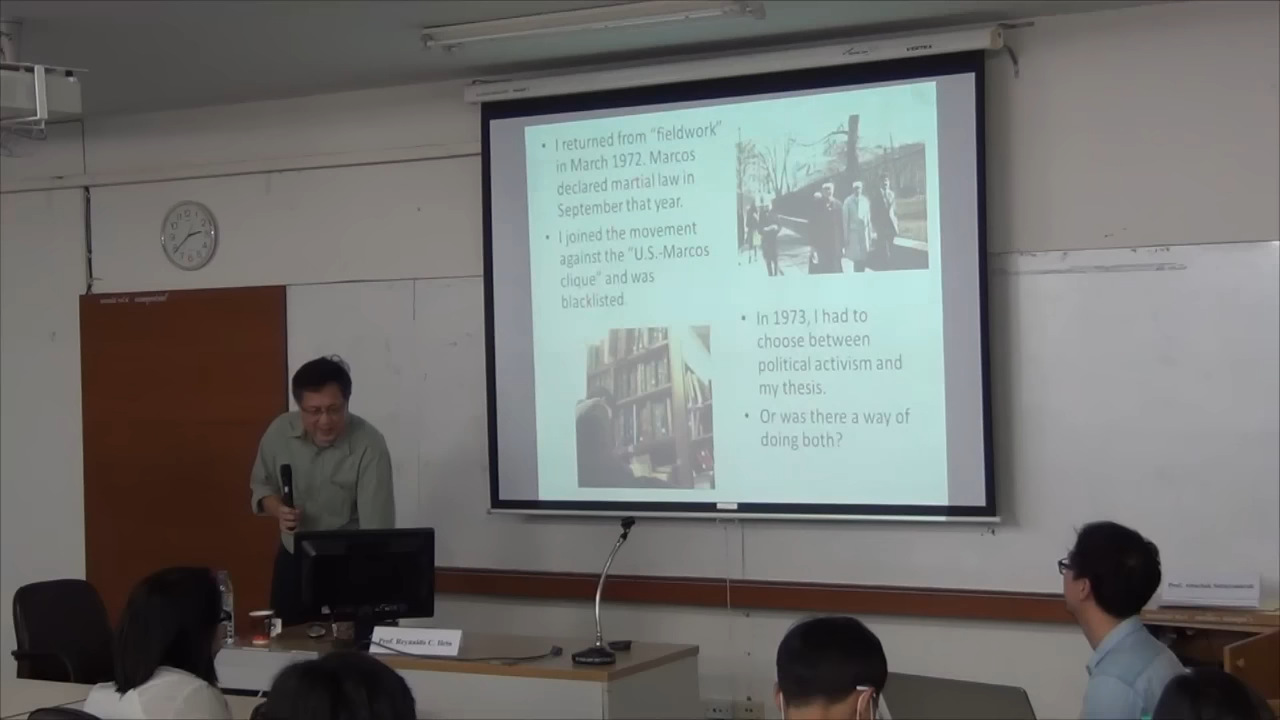 • I returned from "fieldwork"
in March 1972. Marcos
declared martial law in
September that year.
• I joined the movement
against the "U.S.-Marcos
clique" and was
blacklisted.
• In 1973, I had to
choose between
political activism and
my thesis.
• Or was there a way of
doing both?
Prof. Reynaldo C. Ileto
Prof.
VERTEX